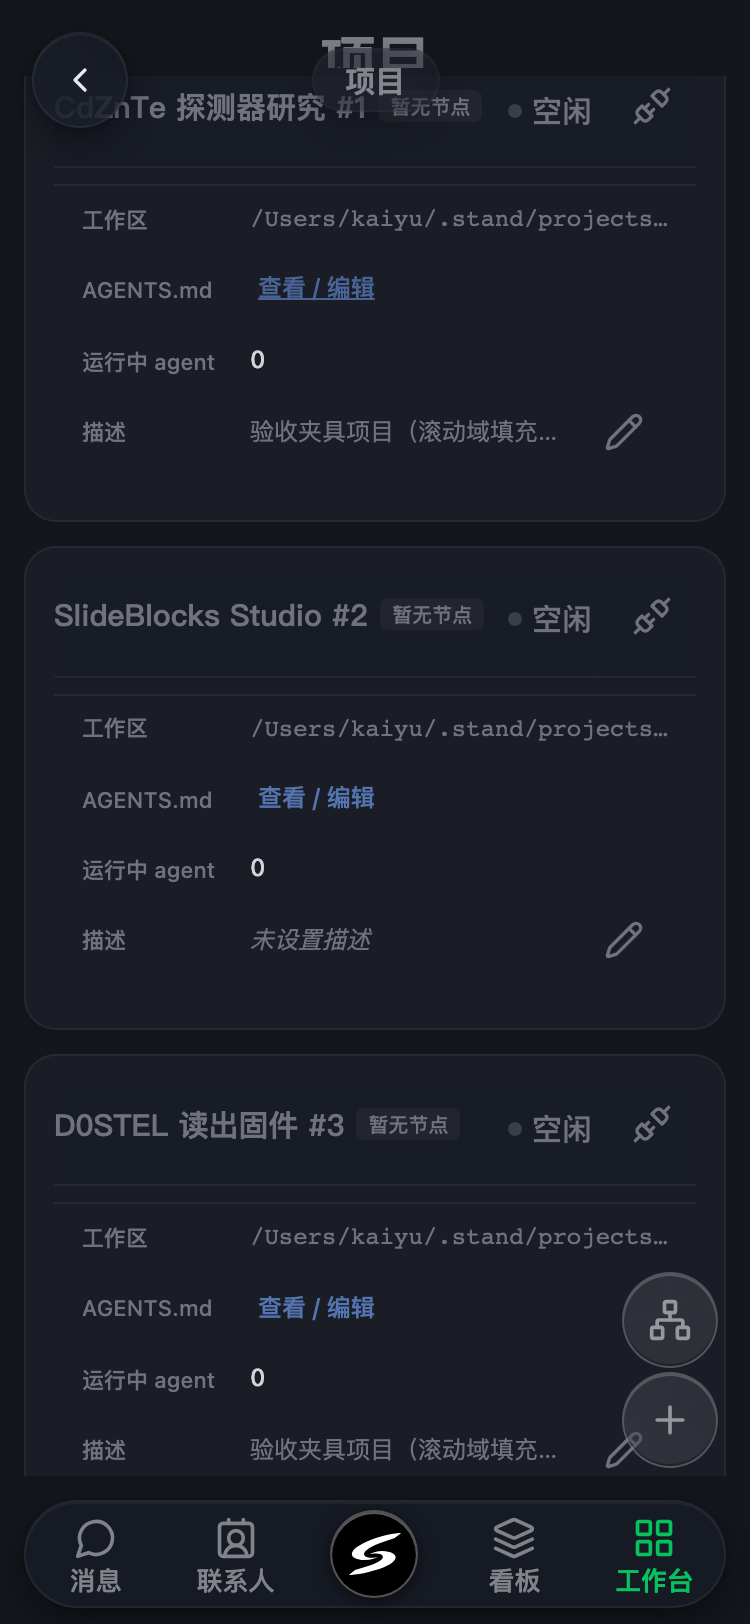 项目
项目
CdZnTe 探测器研究 #1 暂无节点 空闲
工作区 /Users/kaiyu/.stand/projects…
AGENTS.md 查看 / 编辑
运行中 agent 0
描述 验收夹具项目（滚动域填充…
SlideBlocks Studio #2 暂无节点 空闲
工作区 /Users/kaiyu/.stand/projects…
AGENTS.md 查看 / 编辑
运行中 agent 0
描述 未设置描述
D0STEL 读出固件 #3 暂无节点 空闲
工作区 /Users/kaiyu/.stand/projects…
AGENTS.md 查看 / 编辑
运行中 agent 0
描述 验收夹具项目（滚动域填充…
消息 联系人 看板 工作台